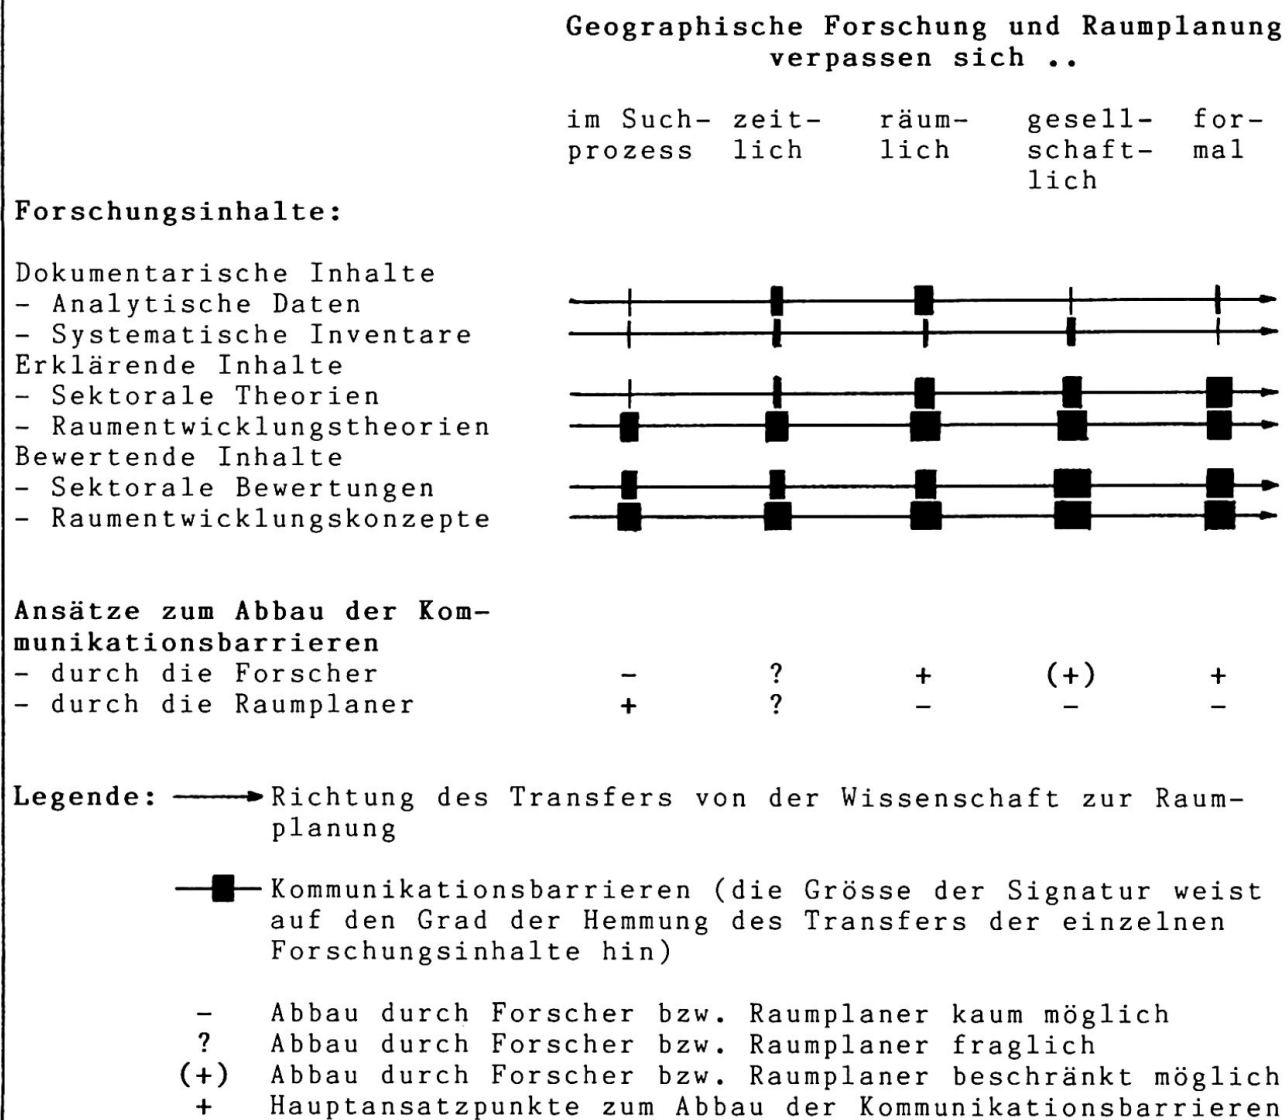 Geographische Forschung und Raumplanung
verpassen sich ..
im Such- zeit- räum- gesell- for-
prozess lich lich schaft- mal
lich
Forschungsinhalte:
Dokumentarische Inhalte
- Analytische Daten
- Systematische Inventare
Erklärende Inhalte
- Sektorale Theorien
- Raumentwicklungstheorien
Bewertende Inhalte
- Sektorale Bewertungen
- Raumentwicklungskonzepte
Ansätze zum Abbau der Kom-
munikationsbarrieren
- durch die Forscher - ? + (+) +
- durch die Raumplaner + ? - - -
Legende: Richtung des Transfers von der Wissenschaft zur Raum-
planung
Kommunikationsbarrieren (die Grösse der Signatur weist
auf den Grad der Hemmung des Transfers der einzelnen
Forschungsinhalte hin)
- Abbau durch Forscher bzw. Raumplaner kaum möglich
? Abbau durch Forscher bzw. Raumplaner fraglich
(+) Abbau durch Forscher bzw. Raumplaner beschränkt möglich
+ Hauptansatzpunkte zum Abbau der Kommunikationsbarrieren